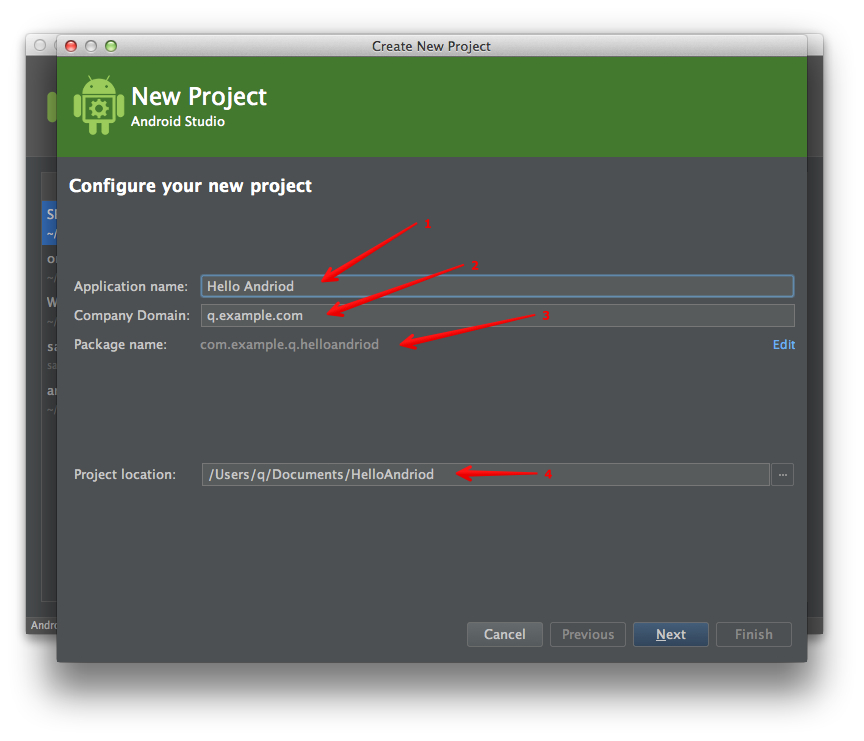 Create New Project
New Project
Android Studio
Configure your new project
1
2
Application name: Hello Andriod
Company Domain: q.example.com
3
Package name: com.example.q.helloandriod Edit
Project location: /Users/q/Documents/HelloAndriod ...
4
Cancel Previous Next Finish